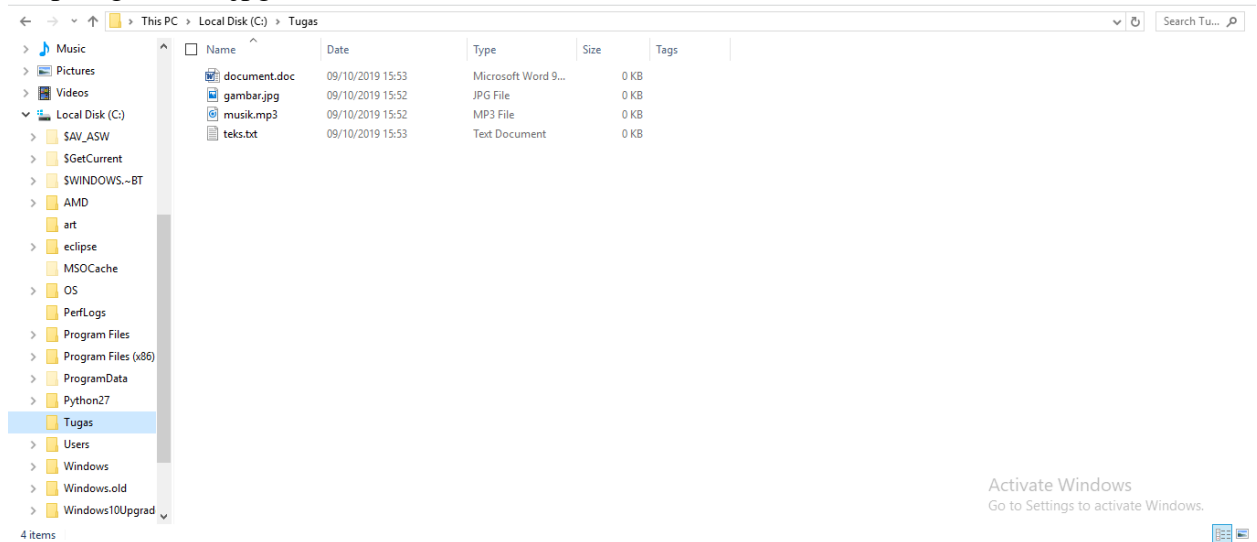 This PC > Local Disk (C:) > Tugas
Search Tu...
Music
Pictures
Videos
Local Disk (C:)
$AV_ASW
$GetCurrent
$WINDOWS.~BT
AMD
art
eclipse
MSOCache
OS
PerfLogs
Program Files
Program Files (x86)
ProgramData
Python27
Tugas
Users
Windows
Windows.old
Windows10Upgrad
Name Date Type Size Tags
document.doc 09/10/2019 15:53 Microsoft Word 9... 0 KB
gambar.jpg 09/10/2019 15:52 JPG File 0 KB
musik.mp3 09/10/2019 15:52 MP3 File 0 KB
teks.txt 09/10/2019 15:53 Text Document 0 KB
Activate Windows
Go to Settings to activate Windows.
4 items